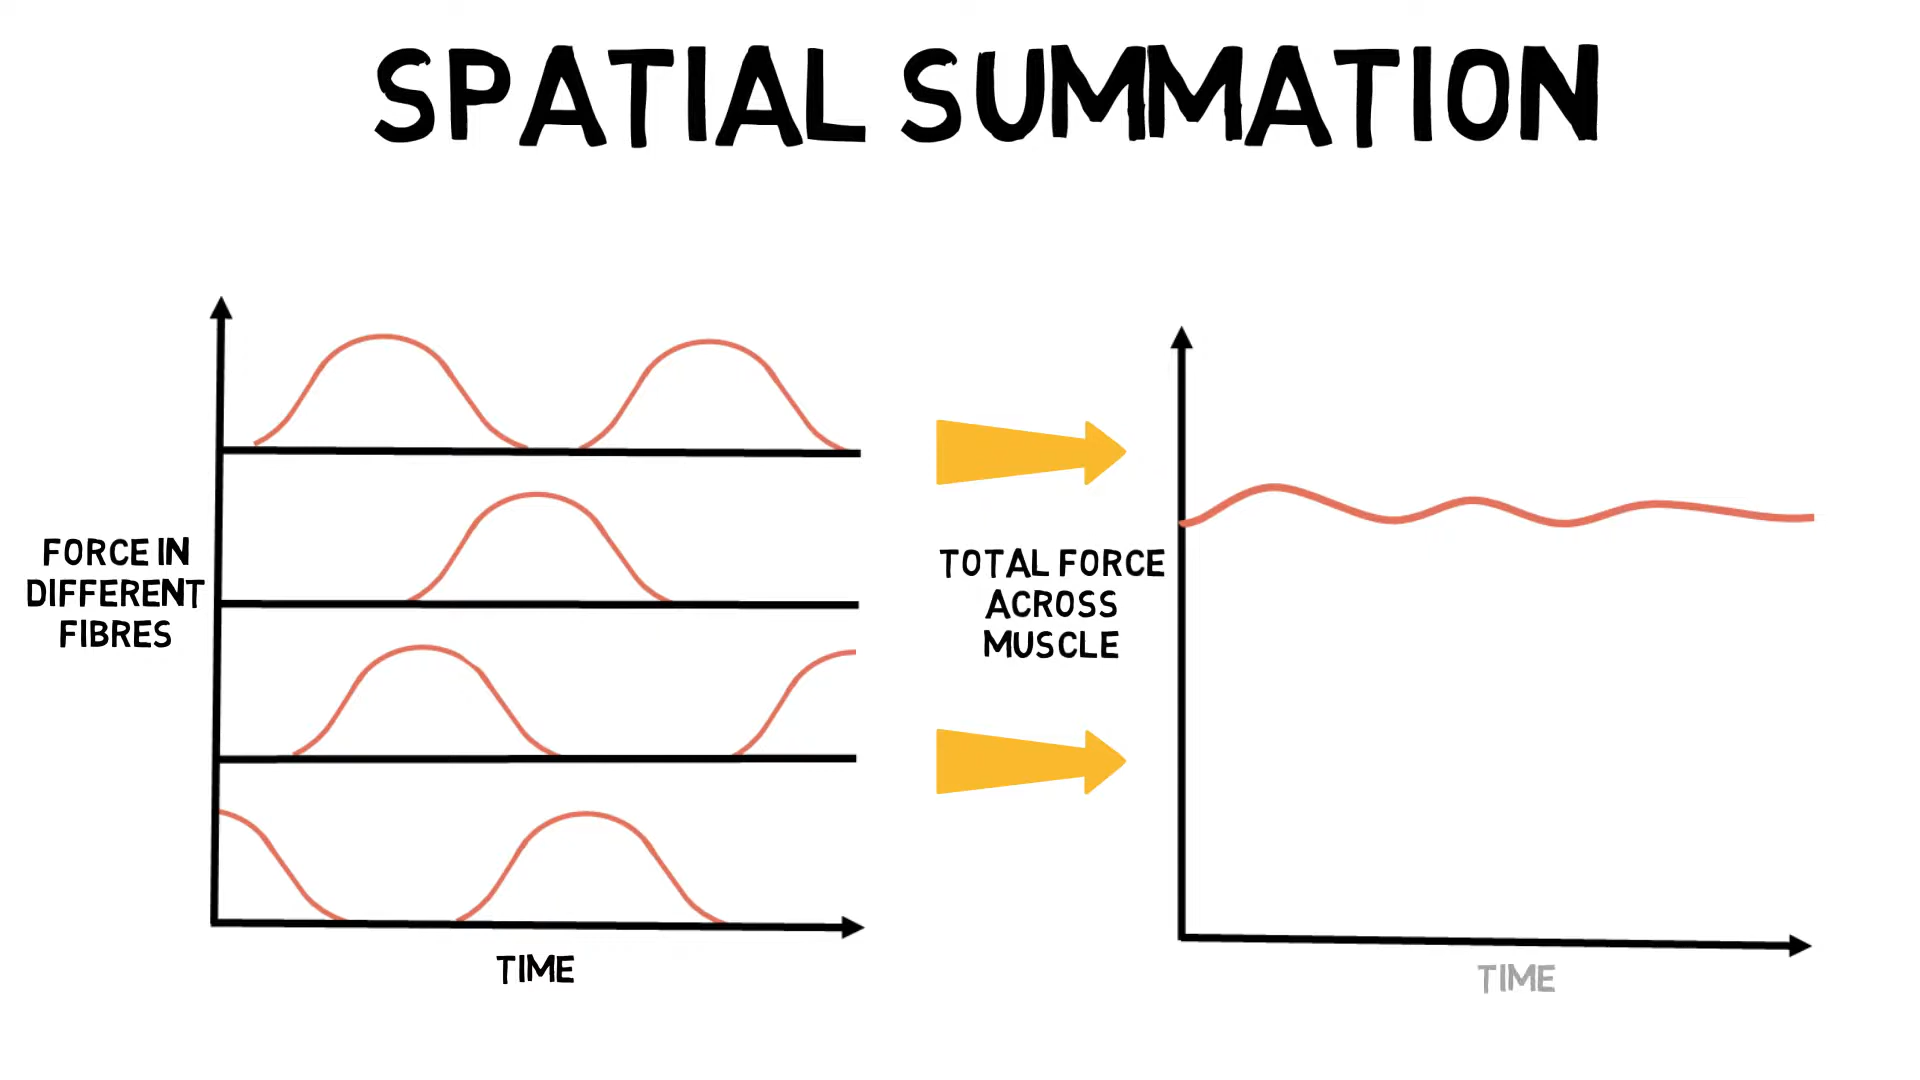 SPATIAL SUMMATION
FORCE IN
DIFFERENT
FIBRES
TIME
TOTAL FORCE
ACROSS
MUSCLE
TIME